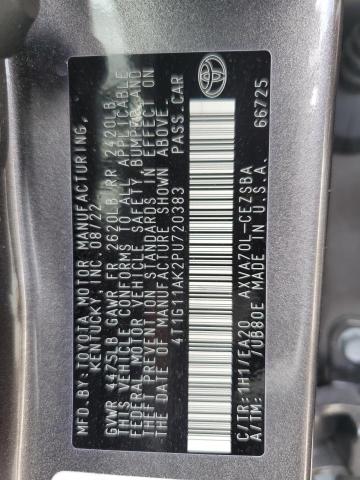 MFD. BY: TOYOTA MOTOR MANUFACTURING,
KENTUCKY, INC. 08/22
GVWR 4475LB GAWR FR 2620LB RR 2420LB
THIS VEHICLE CONFORMS TO ALL APPLICABLE
FEDERAL MOTOR VEHICLE SAFETY, BUMPER, AND
THEFT PREVENTION STANDARDS IN EFFECT ON
THE DATE OF MANUFACTURE SHOWN ABOVE.
4T1G11AK2PU720383 PASS.CAR
C/TR: 1H1/EA20 AXVA70L-CEZSBA
A/TM: /UB80E MADE IN U.S.A. 66725